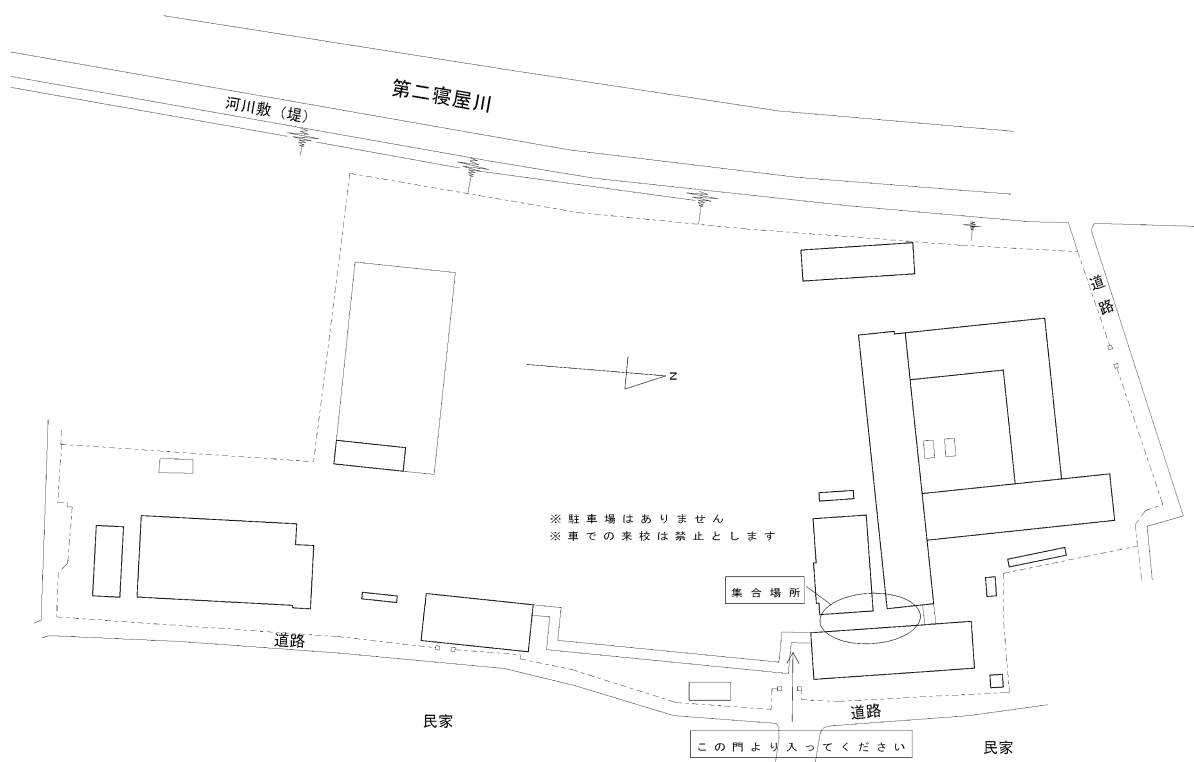 第二寝屋川
河川敷（堤）
道路
z
※駐車場はありません
※車での来校は禁止とします
集合場所
道路
道路
民家
この門より入ってください
民家